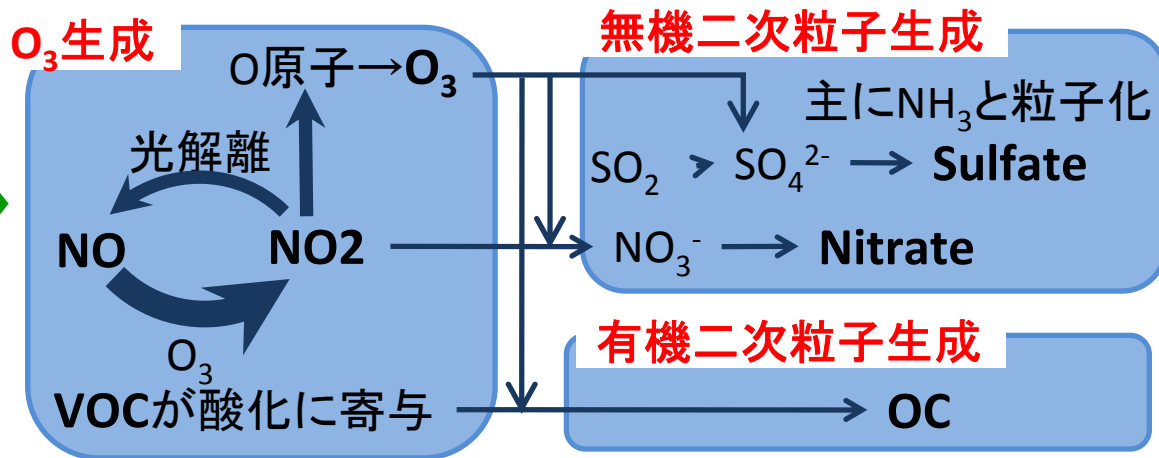 O₃生成
O原子→O₃
光解離
NO
NO2
O₃
VOCが酸化に寄与
無機二次粒子生成
主にNH₃と粒子化
SO₂
SO₄²⁻
Sulfate
NO₃⁻
Nitrate
有機二次粒子生成
OC